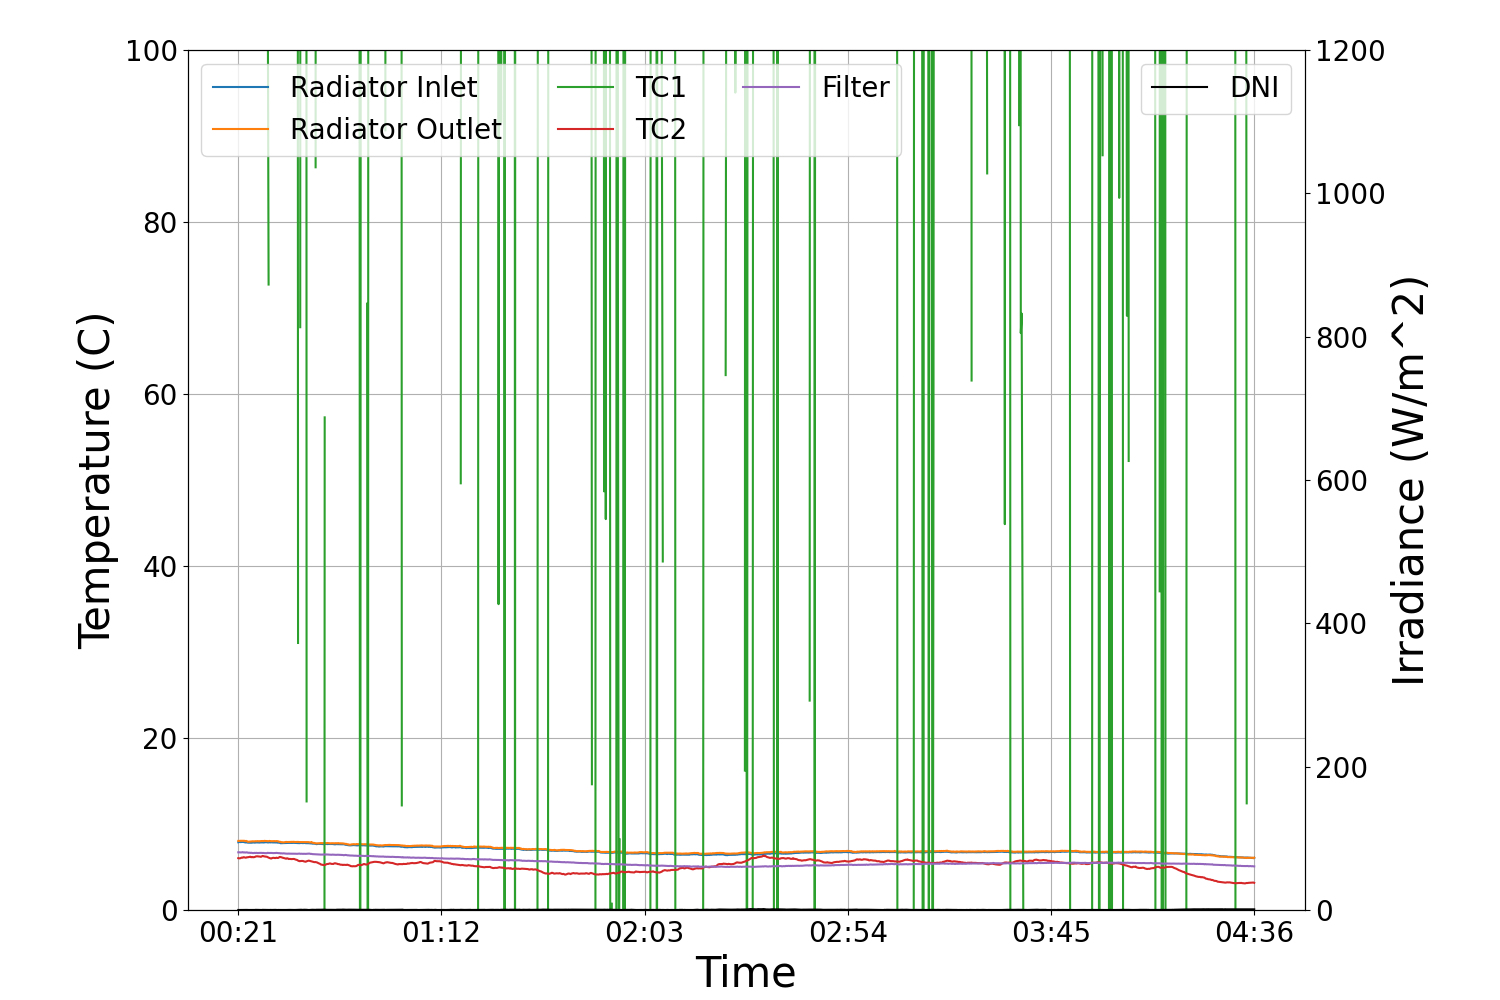 100
80
60
40
20
0
Temperature (C)
Radiator Inlet
Radiator Outlet
TC1
TC2
Filter
DNI
1200
1000
800
600
400
200
0
Irradiance (W/m^2)
00:21
01:12
02:03
02:54
03:45
04:36
Time